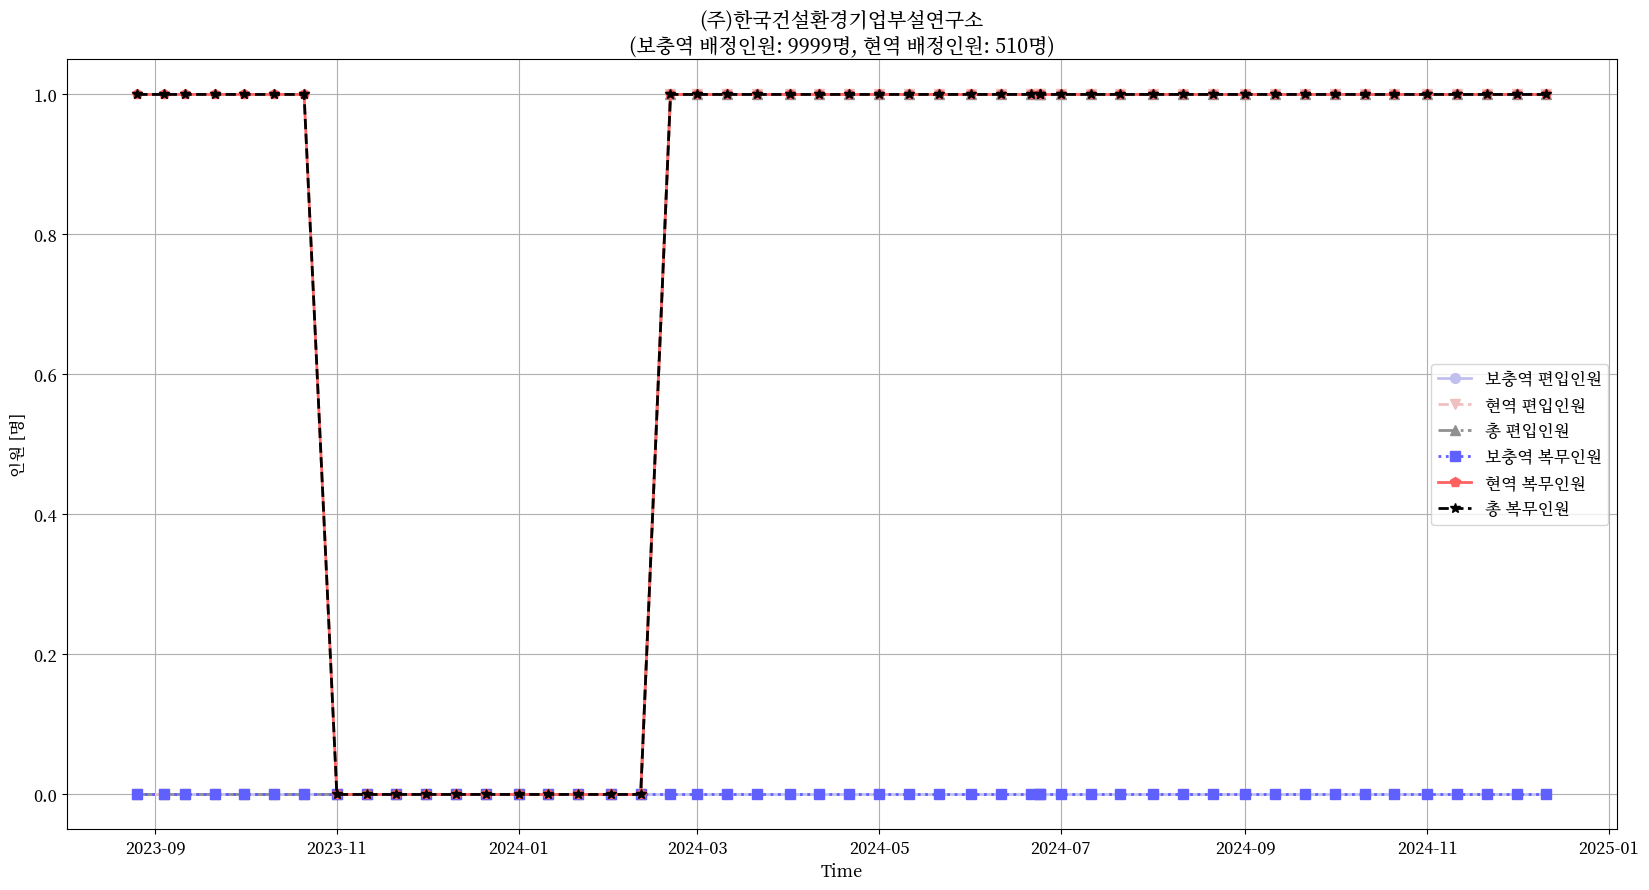 (주)한국건설환경기업부설연구소
(보충역 배정인원: 9999명, 현역 배정인원: 510명)
1.0
0.8
0.6
0.4
0.2
0.0
인원 [명]
보충역 편입인원
현역 편입인원
총 편입인원
보충역 복무인원
현역 복무인원
총 복무인원
2023-09
2023-11
2024-01
2024-03
2024-05
2024-07
2024-09
2024-11
2025-01
Time